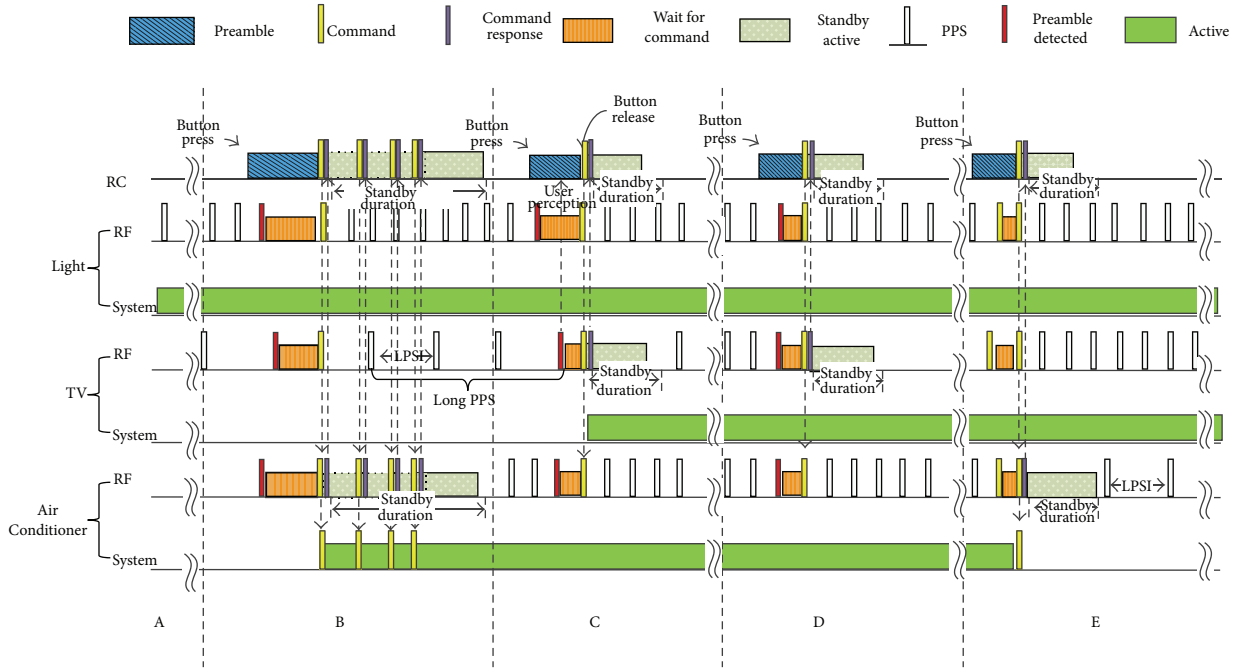 Preamble
Command
Command
response
Wait for
command
Standby
active
PPS
Preamble
detected
Active
Button
press
Button
press
Button
release
Button
press
Button
press
RC
Standby
duration
User
perception
Standby
duration
Standby
duration
Standby
duration
RF
Light
System
RF
LPSI
Standby
duration
Standby
duration
TV
Long PPS
System
RF
Standby
duration
LPSI
Standby
duration
Air
Conditioner
System
A
B
C
D
E